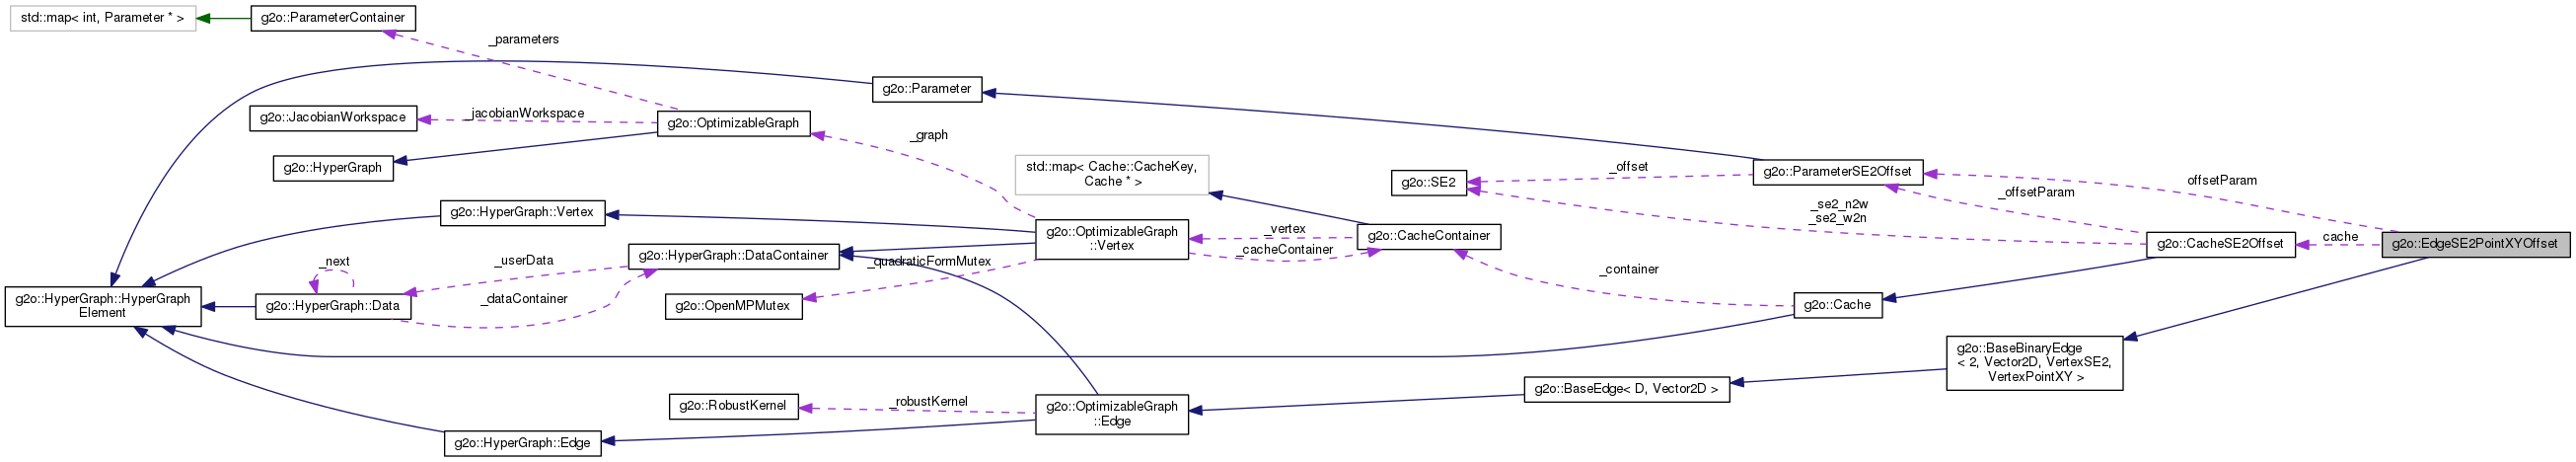 std::map< int, Parameter * >
g2o::ParameterContainer
_parameters
g2o::Parameter
g2o::JacobianWorkspace
_jacobianWorkspace
g2o::OptimizableGraph
_graph
g2o::HyperGraph
std::map< Cache::CacheKey,
Cache * >
_offset
g2o::SE2
g2o::ParameterSE2Offset
offsetParam
_offsetParam
g2o::HyperGraph::Vertex
_se2_n2w
_se2_w2n
g2o::OptimizableGraph
::Vertex
_vertex
_cacheContainer
g2o::CacheContainer
g2o::CacheSE2Offset
cache
g2o::EdgeSE2PointXYOffset
g2o::HyperGraph::DataContainer
_next
_userData
_quadraticFormMutex
_container
g2o::HyperGraph::HyperGraph
Element
g2o::HyperGraph::Data
_dataContainer
g2o::OpenMPMutex
g2o::Cache
g2o::BaseBinaryEdge
< 2, Vector2D, VertexSE2,
VertexPointXY >
g2o::BaseEdge< D, Vector2D >
g2o::RobustKernel
_robustKernel
g2o::OptimizableGraph
::Edge
g2o::HyperGraph::Edge